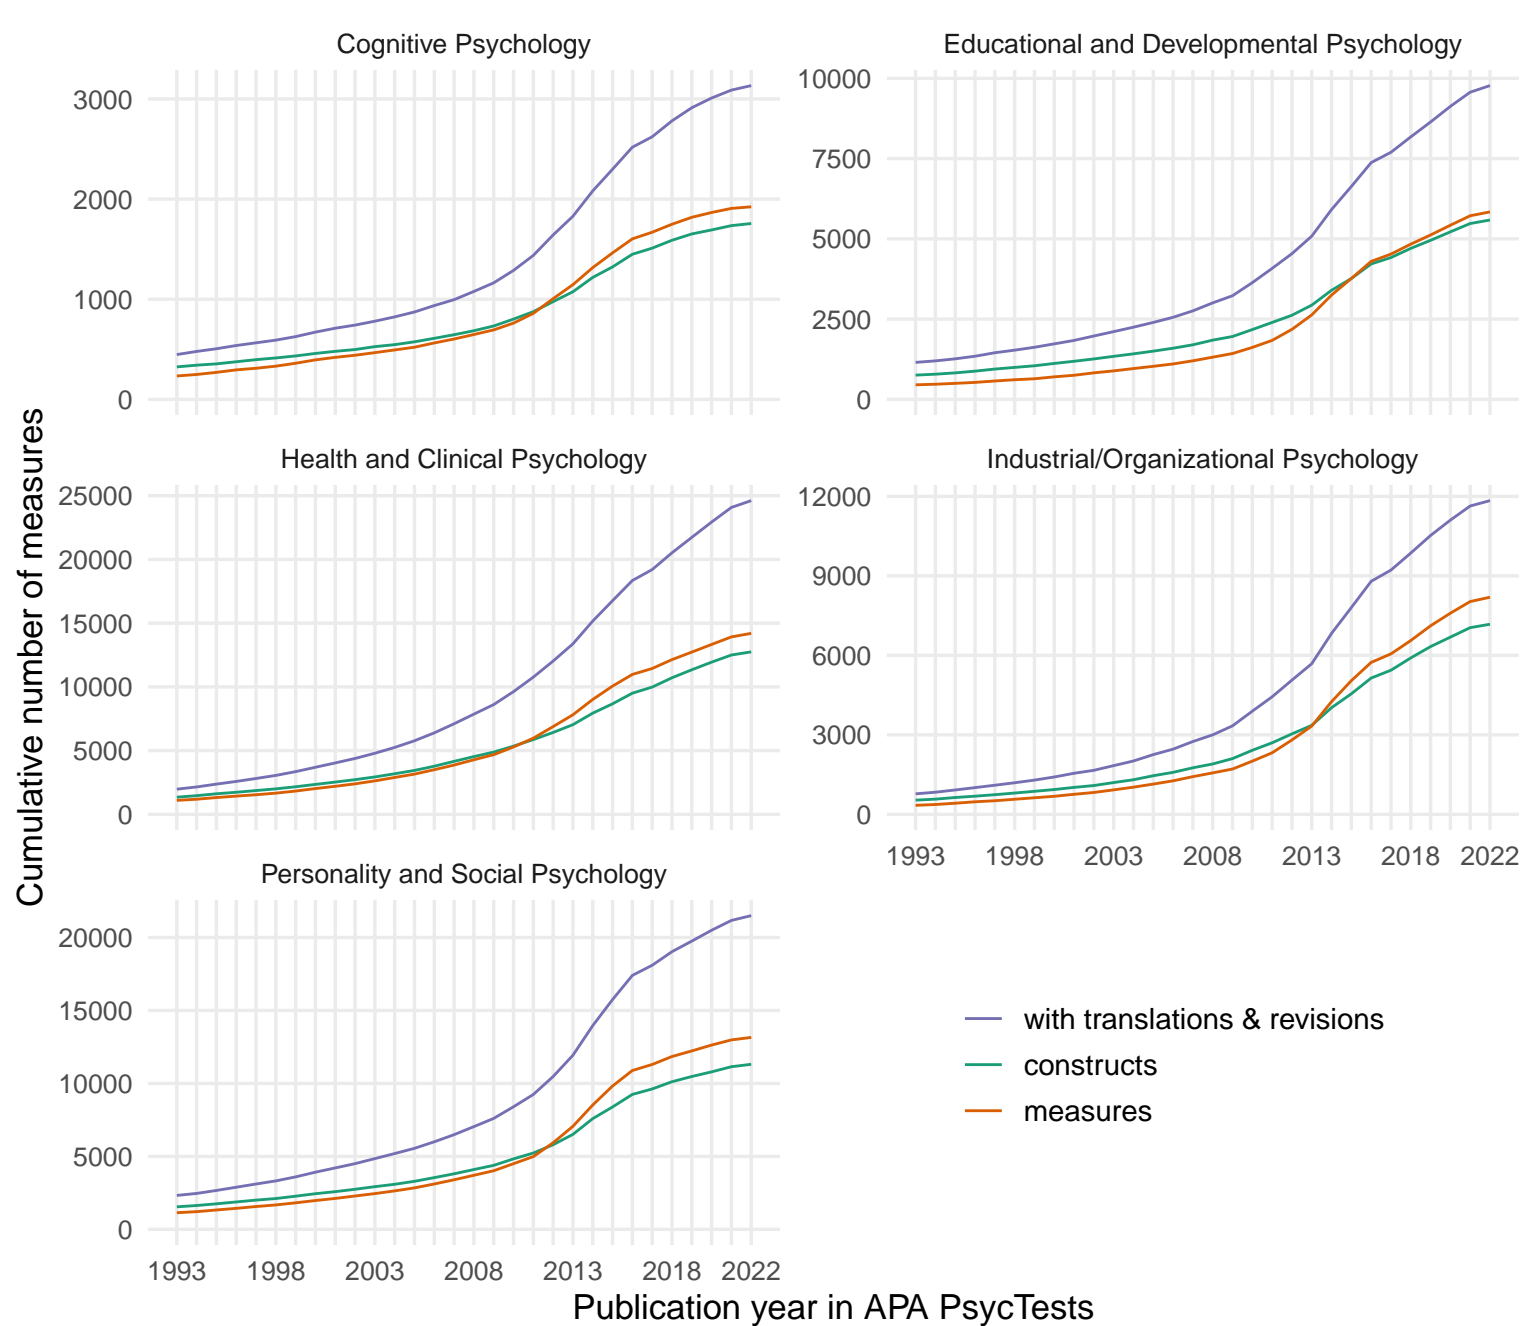 Cognitive Psychology
3000
2000
1000
0
Educational and Developmental Psychology
10000
7500
5000
2500
0
Health and Clinical Psychology
25000
20000
15000
10000
5000
0
Industrial/Organizational Psychology
12000
9000
6000
3000
0
1993 1998 2003 2008 2013 2018 2022
Personality and Social Psychology
20000
15000
10000
5000
0
1993 1998 2003 2008 2013 2018 2022
with translations & revisions
constructs
measures
Cumulative number of measures
Publication year in APA PsycTests